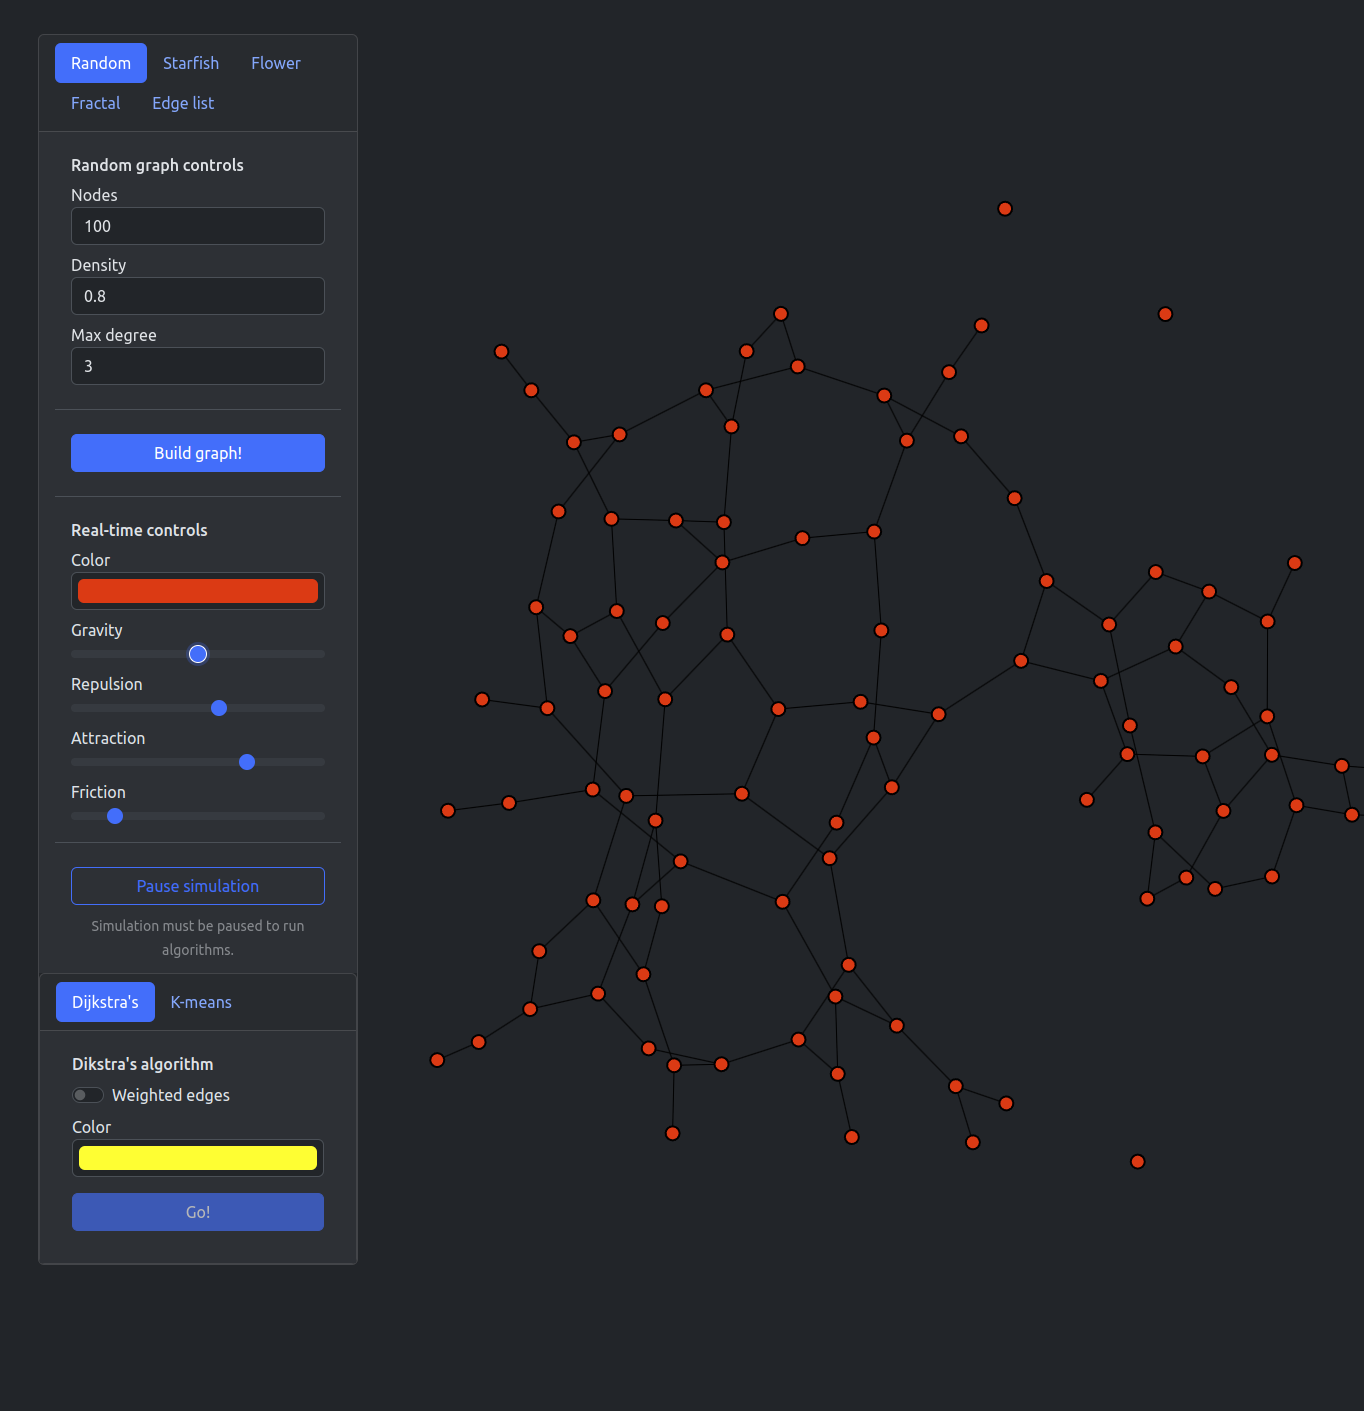 Random Starfish Flower
Fractal Edge list
Random graph controls
Nodes
100
Density
0.8
Max degree
3
Build graph!
Real-time controls
Color
Gravity
Repulsion
Attraction
Friction
Pause simulation
Simulation must be paused to run
algorithms.
Dijkstra's K-means
Dikstra's algorithm
Weighted edges
Color
Go!